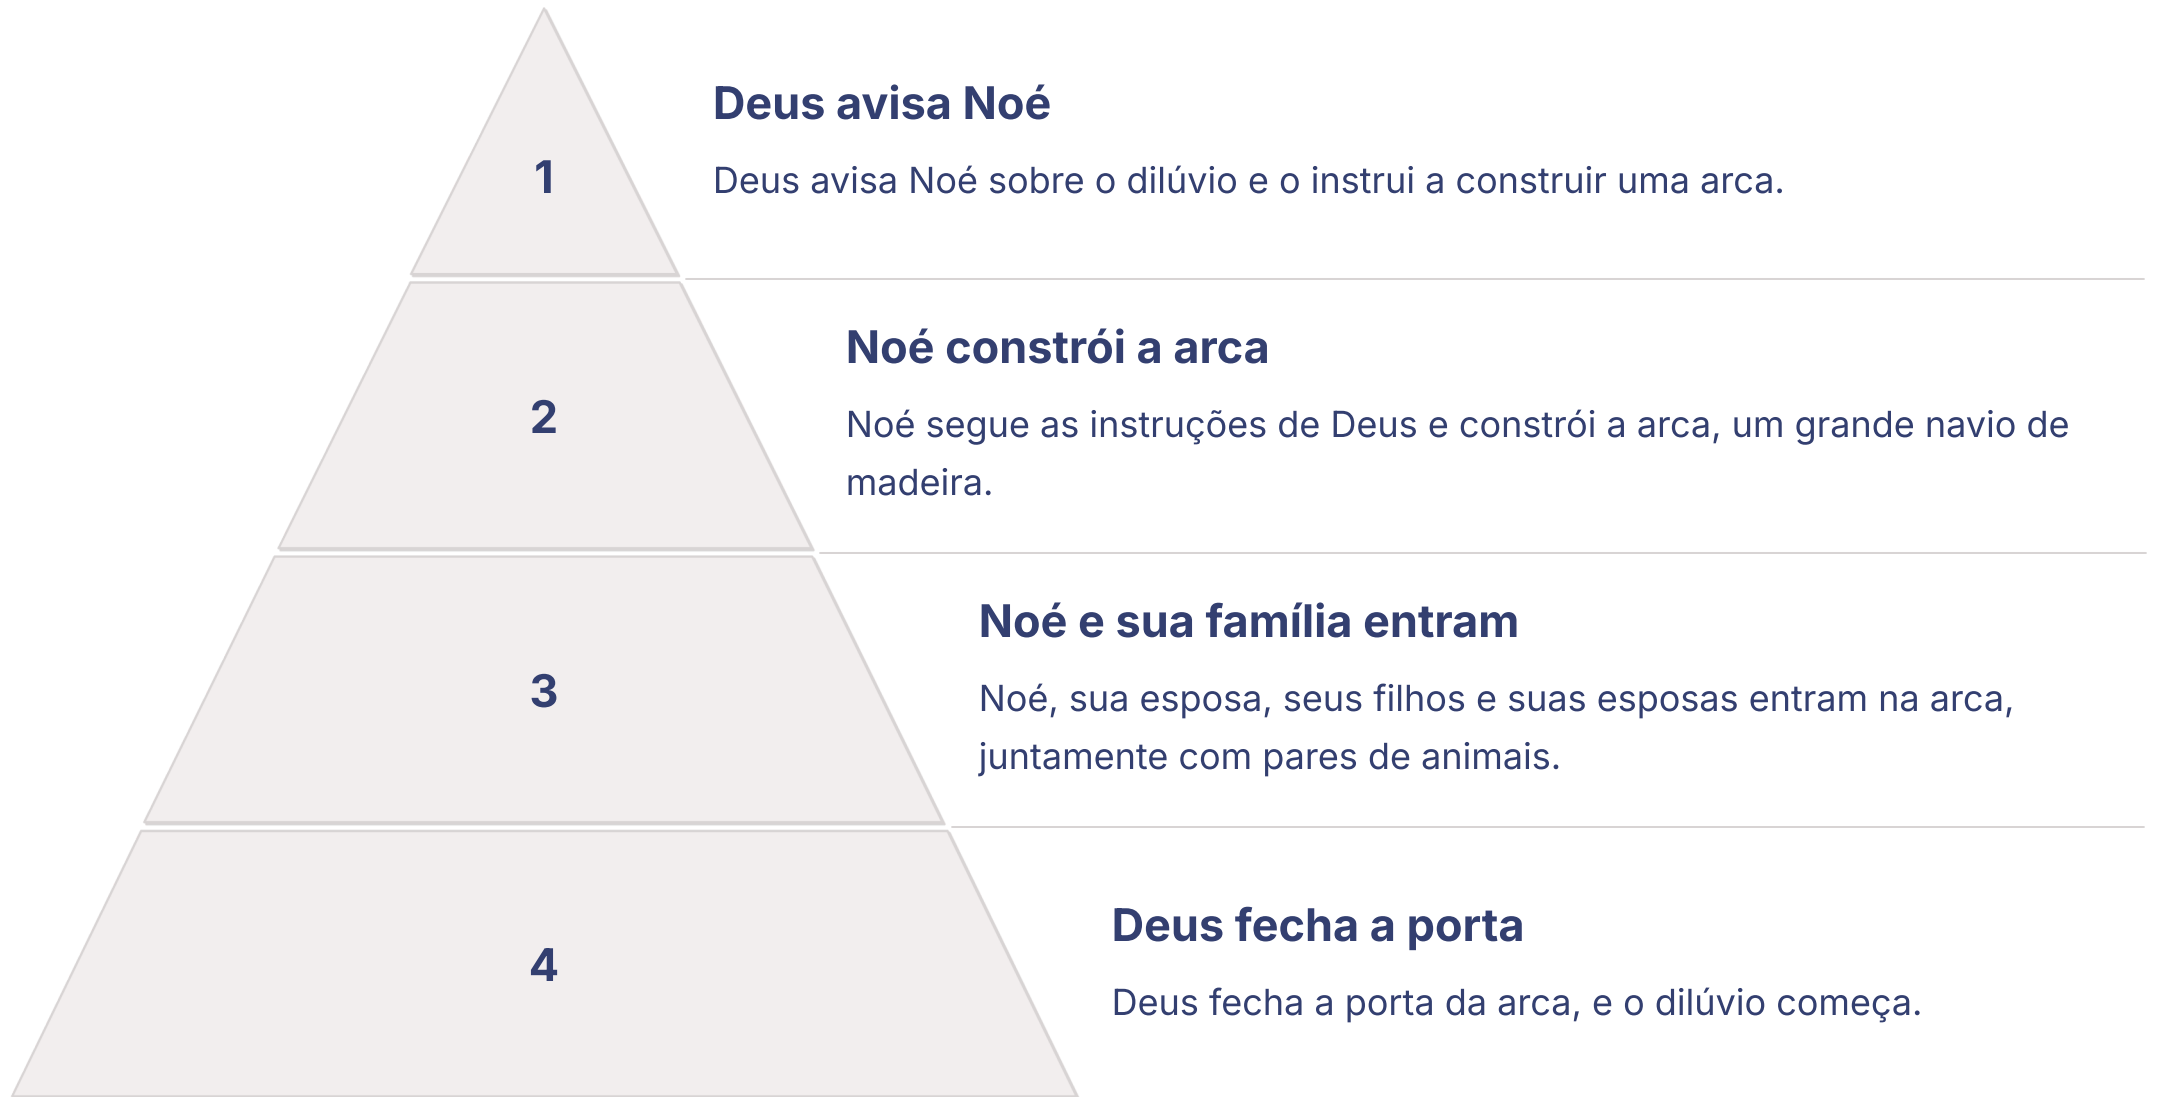 1
Deus avisa Noé
Deus avisa Noé sobre o dilúvio e o instrui a construir uma arca.
2
Noé constrói a arca
Noé segue as instruções de Deus e constrói a arca, um grande navio de
madeira.
3
Noé e sua família entram
Noé, sua esposa, seus filhos e suas esposas entram na arca,
juntamente com pares de animais.
4
Deus fecha a porta
Deus fecha a porta da arca, e o dilúvio começa.